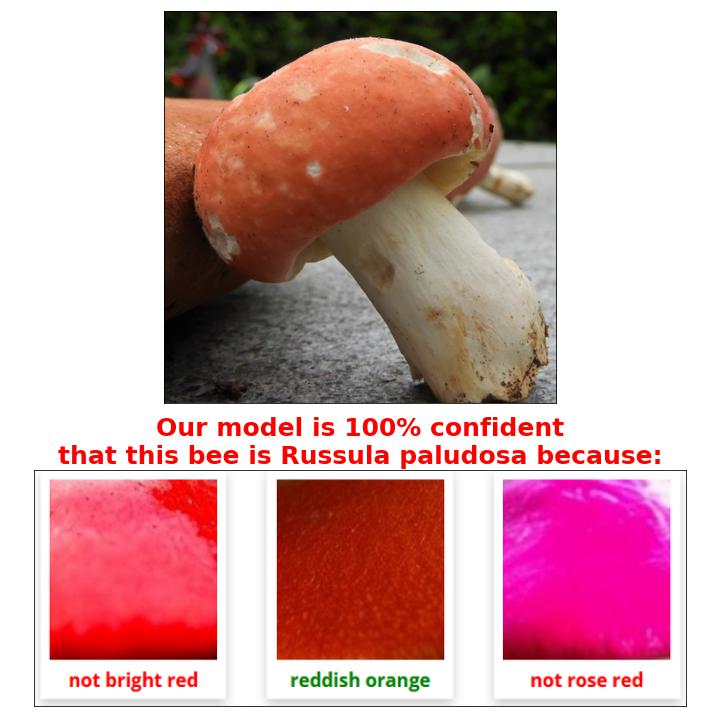 Our model is 100% confident
that this bee is Russula paludosa because:
not bright red
reddish orange
not rose red